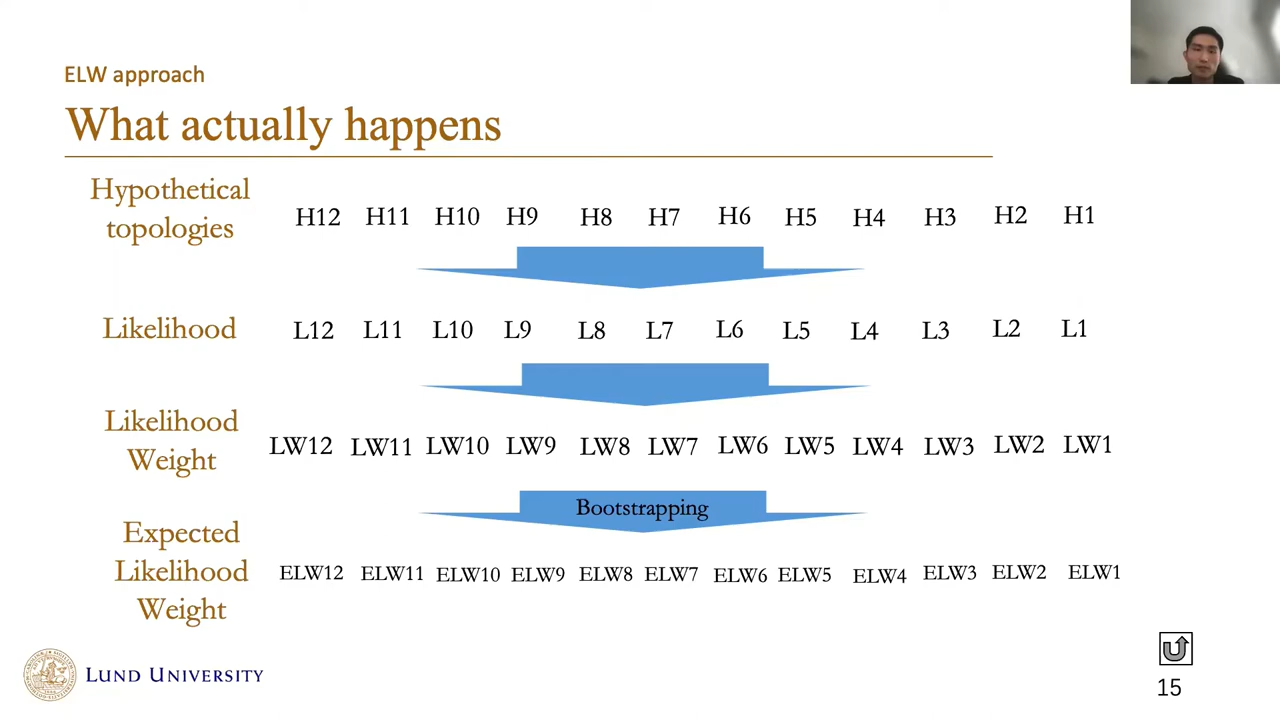 ELW approach
What actually happens
Hypothetical
topologies
H12 H11 H10 H9 H8 H7 H6 H5 H4 H3 H2 H1
Likelihood
L12 L11 L10 L9 L8 L7 L6 L5 L4 L3 L2 L1
Likelihood
Weight
LW12 LW11 LW10 LW9 LW8 LW7 LW6 LW5 LW4 LW3 LW2 LW1
Bootstrapping
Expected
Likelihood
Weight
ELW12 ELW11 ELW10 ELW9 ELW8 ELW7 ELW6 ELW5 ELW4 ELW3 ELW2 ELW1
LUND UNIVERSITY
15